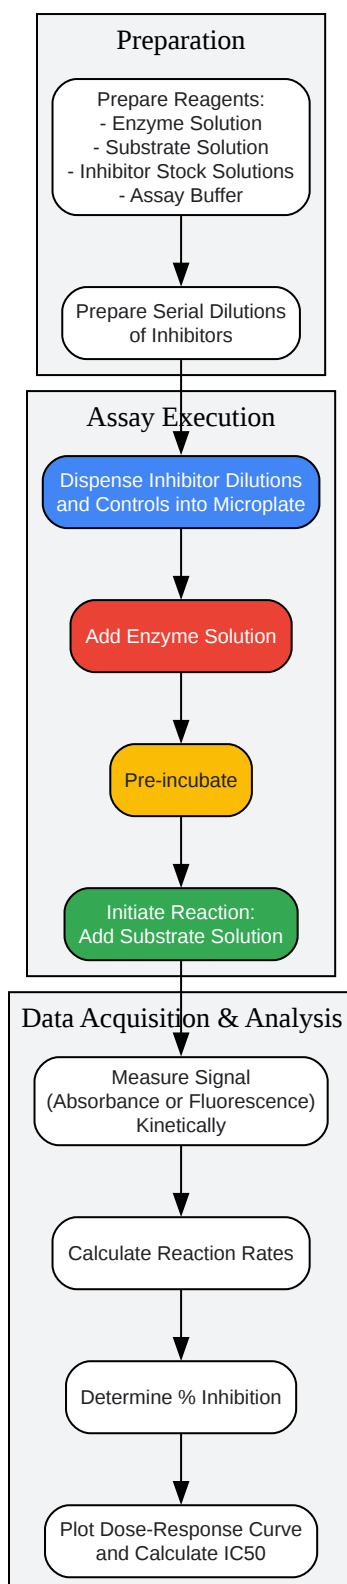 Preparation
Prepare Reagents:
- Enzyme Solution
- Substrate Solution
- Inhibitor Stock Solutions
- Assay Buffer
Prepare Serial Dilutions
of Inhibitors
Assay Execution
Dispense Inhibitor Dilutions
and Controls into Microplate
Add Enzyme Solution
Pre-incubate
Initiate Reaction:
Add Substrate Solution
Data Acquisition & Analysis
Measure Signal
(Absorbance or Fluorescence)
Kinetically
Calculate Reaction Rates
Determine % Inhibition
Plot Dose-Response Curve
and Calculate IC50